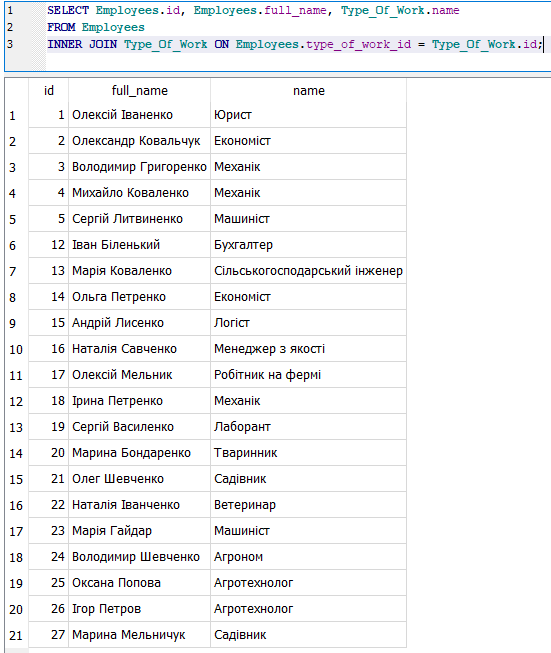 1 SELECT Employees.id, Employees.full_name, Type_Of_Work.name
2 FROM Employees
3 INNER JOIN Type_Of_Work ON Employees.type_of_work_id = Type_Of_Work.id;
id full_name name
1 1 Олексій Іваненко Юрист
2 2 Олександр Ковальчук Економіст
3 3 Володимир Григоренко Механік
4 4 Михайло Коваленко Механік
5 5 Сергій Литвиненко Машиніст
6 12 Іван Біленький Бухгалтер
7 13 Марія Коваленко Сільськогосподарський інженер
8 14 Ольга Петренко Економіст
9 15 Андрій Лисенко Логіст
10 16 Наталія Савченко Менеджер з якості
11 17 Олексій Мельник Робітник на фермі
12 18 Ірина Петренко Механік
13 19 Сергій Василенко Лаборант
14 20 Марина Бондаренко Тваринник
15 21 Олег Шевченко Садівник
16 22 Наталія Іванченко Ветеринар
17 23 Марія Гайдар Машиніст
18 24 Володимир Шевченко Агроном
19 25 Оксана Попова Агротехнолог
20 26 Ігор Петров Агротехнолог
21 27 Марина Мельничук Садівник